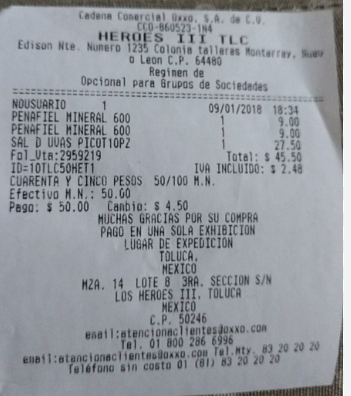 Cadena Comercial Oxxo, S.A. de C.V.
CCO-860523-1N4
HEROES III TLC
Edison Nte. Numero 1235 Colonia talleres Monterrey, Nuev
o Leon C.P. 64480
Regimen de
Opcional para Grupos de Sociedades
NOUSUARIO 1 09/01/2018 18:34
PENAFIEL MINERAL 600 1 9.00
PENAFIEL MINERAL 600 1 9.00
SAL D UVAS PICOT10PZ 1 27.50
Fol_Vta:2959219 Total: $ 45.50
ID=10TLC50HET1 IVA INCLUIDO: $ 2.48
CUARENTA Y CINCO PESOS 50/100 M.N.
Efectivo M.N.: 50.00
Pago: $ 50.00 Cambio: $ 4.50
MUCHAS GRACIAS POR SU COMPRA
PAGO EN UNA SOLA EXHIBICION
LUGAR DE EXPEDICION
TOLUCA,
MEXICO
MZA. 14 LOTE 8 3RA. SECCION S/N
LOS HEROES III, TOLUCA
MEXICO
C.P. 50246
email:atencionaclientes@oxxo.com
Tel. 01 800 286 6996
email:atencionaclientes@oxxo.com Tel.Mty. 83 20 20 20
Teléfono sin costo 01 (81) 83 20 20 20